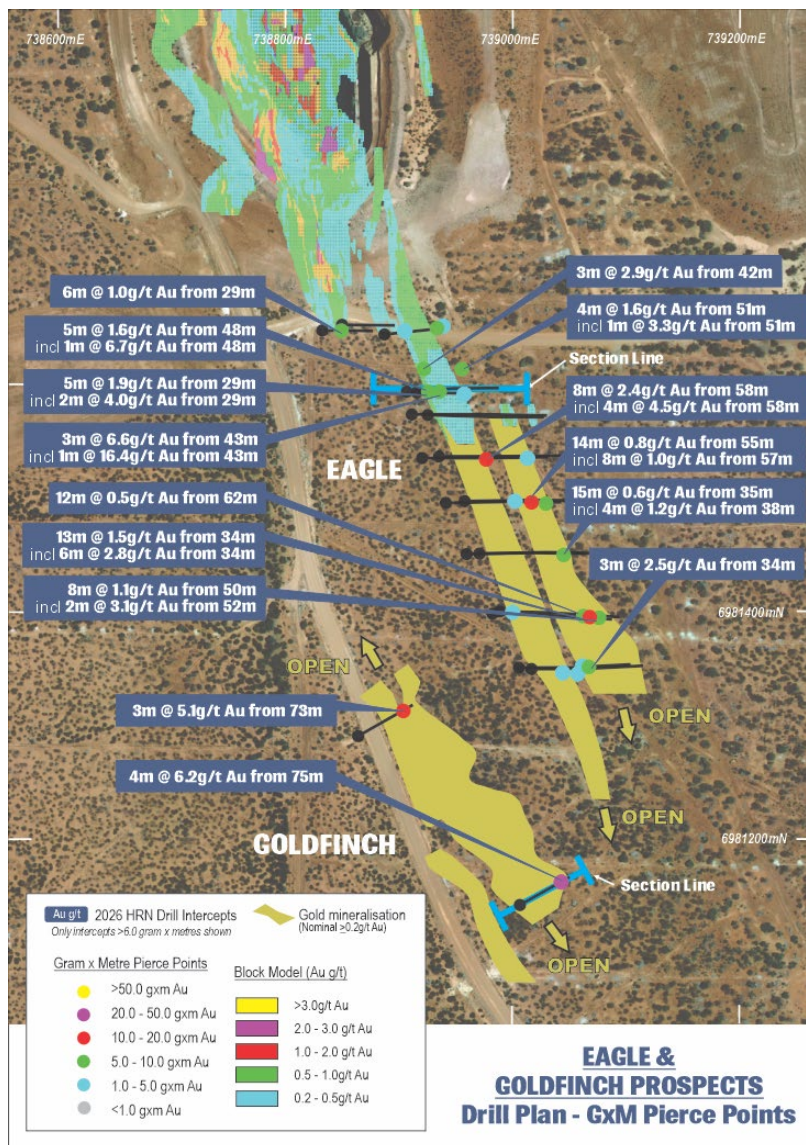 738600mE
738800mE
739000mE
739200mE
6m @ 1.0g/t Au from 29m
5m @ 1.6g/t Au from 48m
incl 1m @ 6.7g/t Au from 48m
5m @ 1.9g/t Au from 29m
incl 2m @ 4.0g/t Au from 29m
3m @ 6.6g/t Au from 43m
incl 1m @ 16.4g/t Au from 43m
12m @ 0.5g/t Au from 62m
13m @ 1.5g/t Au from 34m
incl 6m @ 2.8g/t Au from 34m
8m @ 1.1g/t Au from 50m
incl 2m @ 3.1g/t Au from 52m
3m @ 2.9g/t Au from 42m
4m @ 1.6g/t Au from 51m
incl 1m @ 3.3g/t Au from 51m
Section Line
8m @ 2.4g/t Au from 58m
incl 4m @ 4.5g/t Au from 58m
14m @ 0.8g/t Au from 55m
incl 8m @ 1.0g/t Au from 57m
15m @ 0.6g/t Au from 35m
incl 4m @ 1.2g/t Au from 38m
3m @ 2.5g/t Au from 34m
EAGLE
6981400mN
OPEN
OPEN
OPEN
3m @ 5.1g/t Au from 73m
4m @ 6.2g/t Au from 75m
GOLDFINCH
6981200mN
Section Line
OPEN
Au g/t
2026 HRN Drill Intercepts
Only intercepts >6.0 gram x metres shown
Gold mineralisation
(Nominal ≥0.2g/t Au)
Gram x Metre Pierce Points
>50.0 gxm Au
20.0 - 50.0 gxm Au
10.0 - 20.0 gxm Au
5.0 - 10.0 gxm Au
1.0 - 5.0 gxm Au
<1.0 gxm Au
Block Model (Au g/t)
>3.0g/t Au
2.0 - 3.0 g/t Au
1.0 - 2.0 g/t Au
0.5 - 1.0g/t Au
0.2 - 0.5g/t Au
EAGLE &
GOLDFINCH PROSPECTS
Drill Plan - GxM Pierce Points